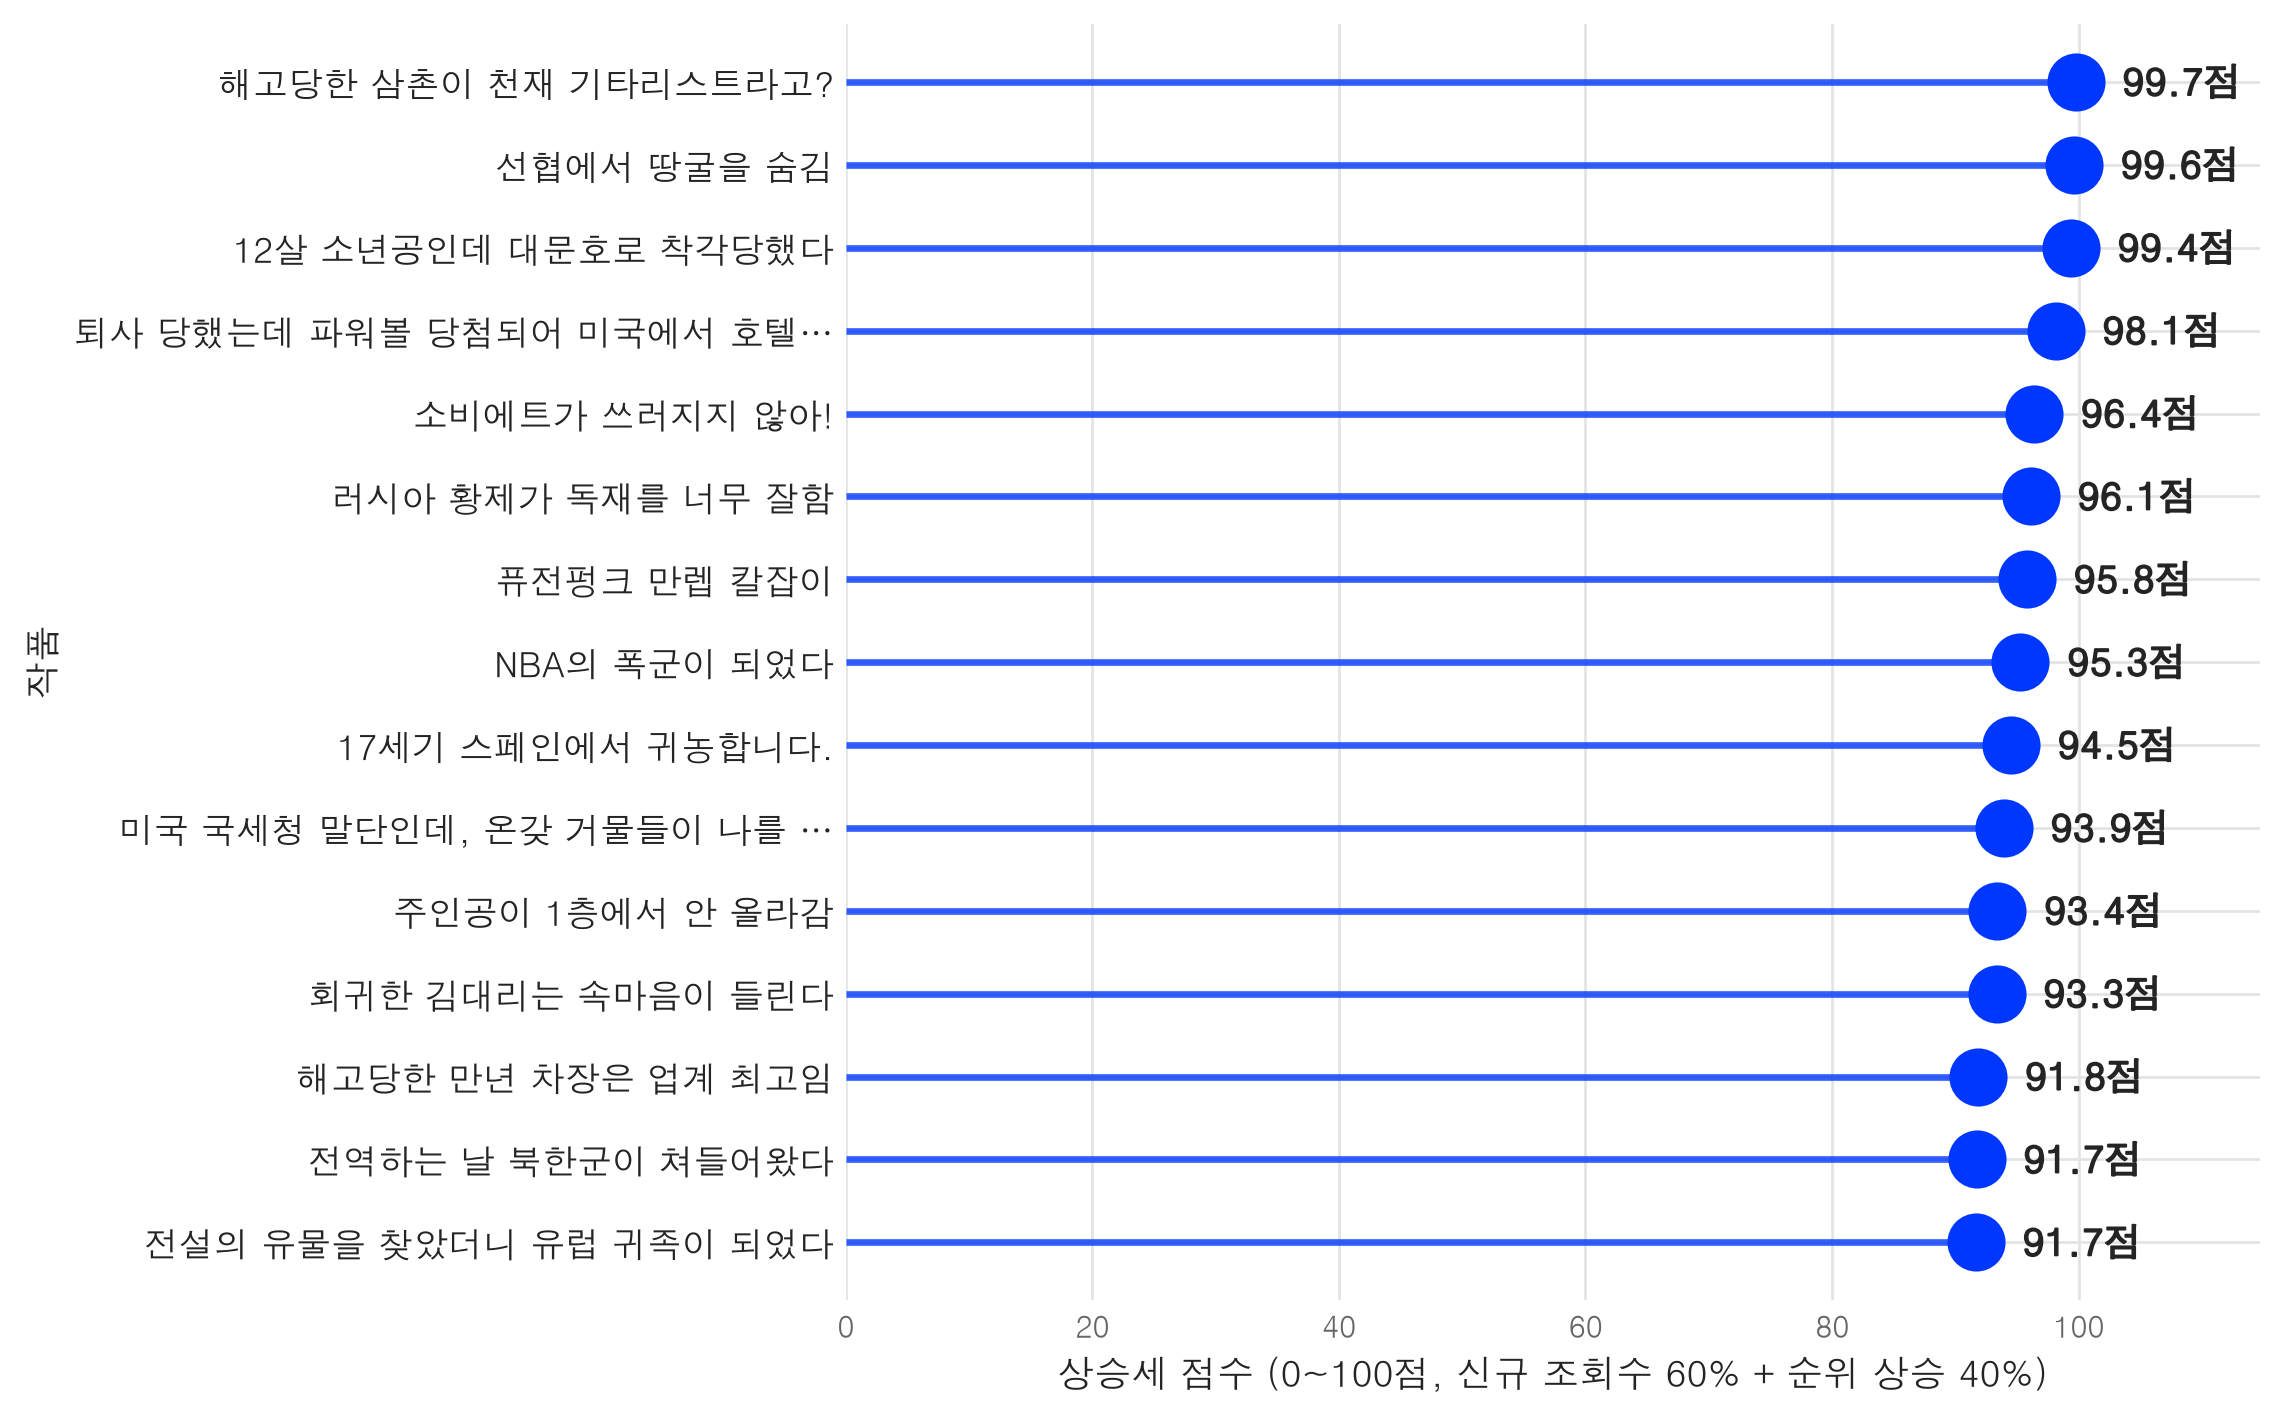 해고당한 삼촌이 천재 기타리스트라고? 99.7점
선협에서 땅굴을 숨김 99.6점
12살 소년공인데 대문호로 착각당했다 99.4점
퇴사 당했는데 파워볼 당첨되어 미국에서 호텔… 98.1점
소비에트가 쓰러지지 않아! 96.4점
러시아 황제가 독재를 너무 잘함 96.1점
퓨전펑크 만렙 칼잡이 95.8점
NBA의 폭군이 되었다 95.3점
작품
17세기 스페인에서 귀농합니다. 94.5점
미국 국세청 말단인데, 온갖 거물들이 나를 … 93.9점
주인공이 1층에서 안 올라감 93.4점
회귀한 김대리는 속마음이 들린다 93.3점
해고당한 만년 차장은 업계 최고임 91.8점
전역하는 날 북한군이 쳐들어왔다 91.7점
전설의 유물을 찾았더니 유럽 귀족이 되었다 91.7점
0 20 40 60 80 100
상승세 점수 (0~100점, 신규 조회수 60% + 순위 상승 40%)